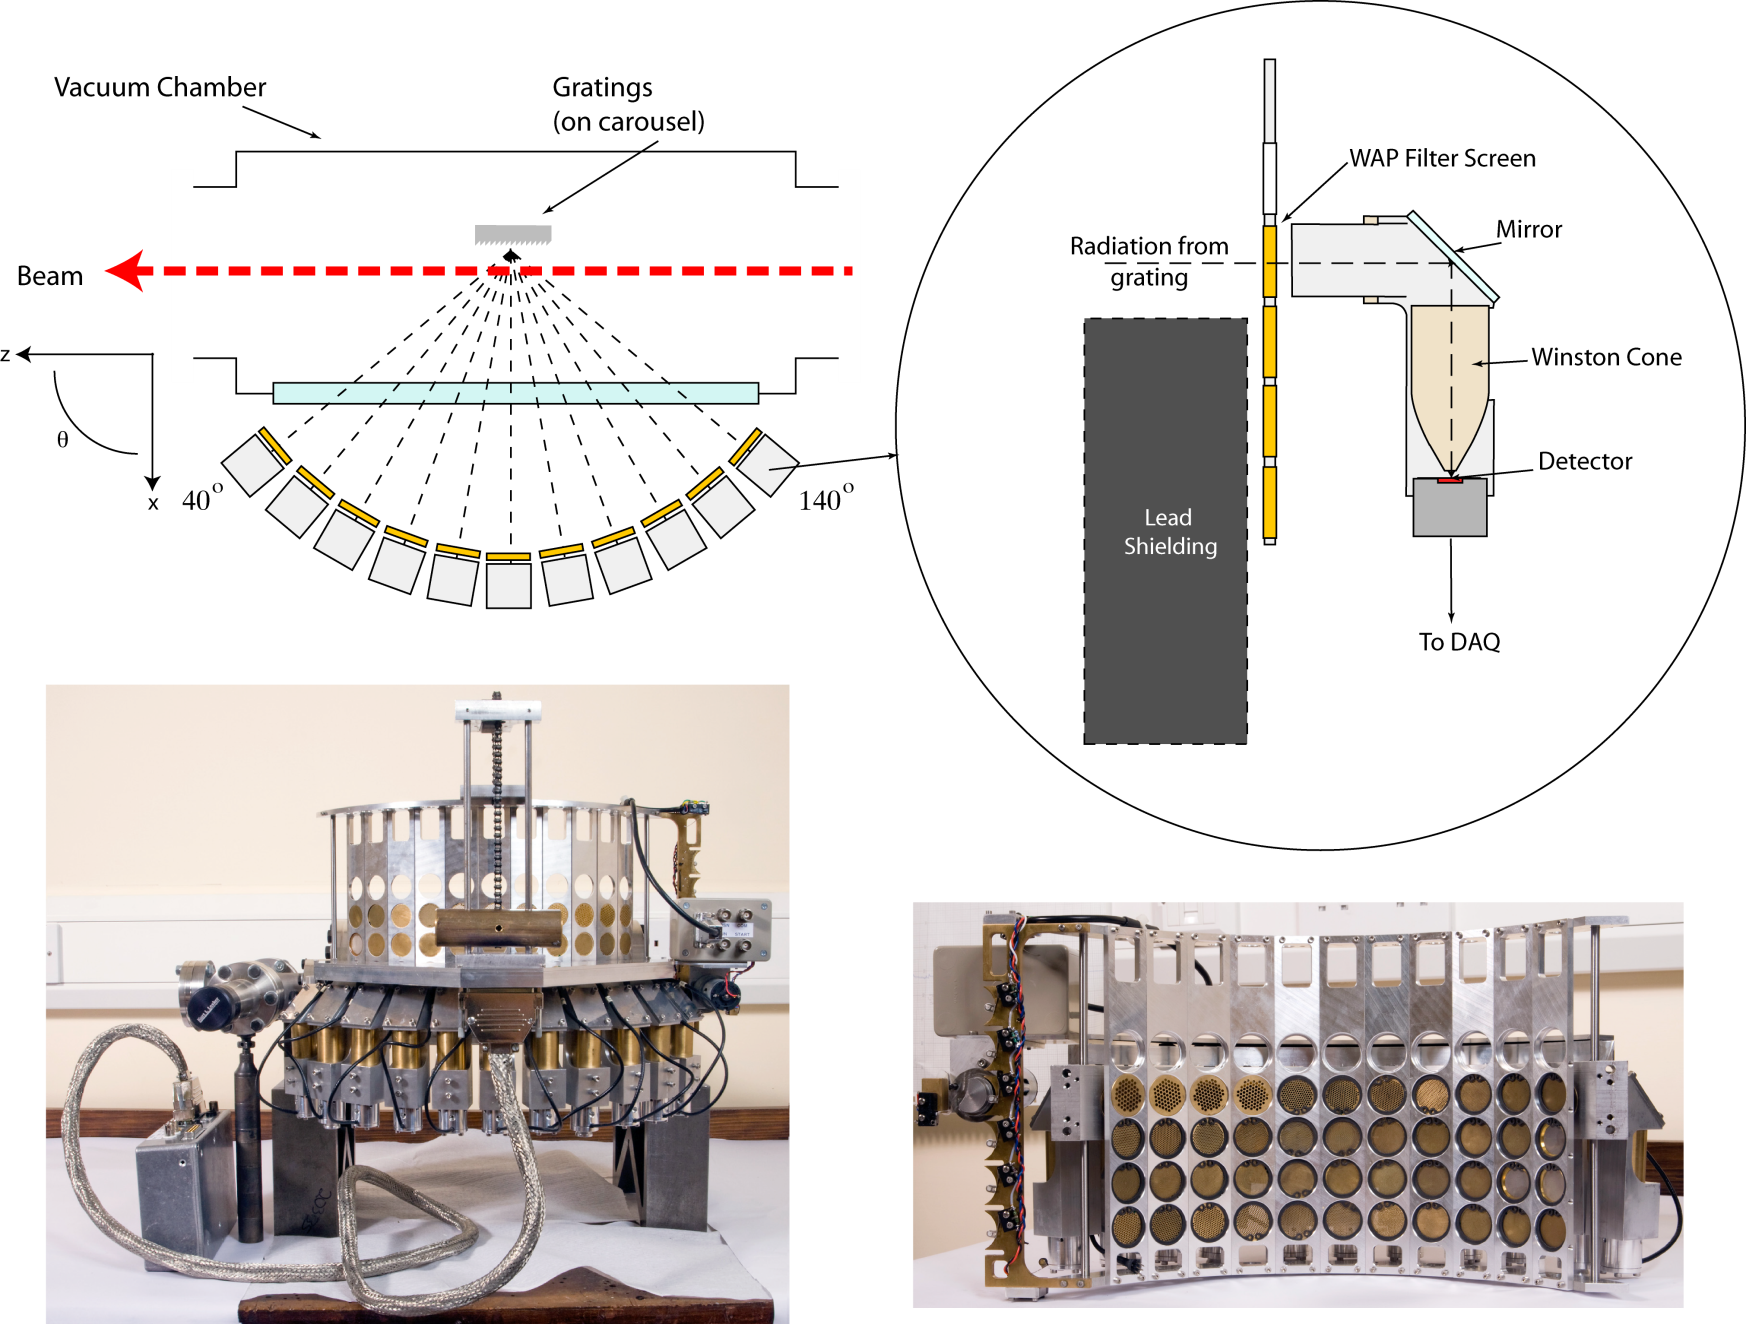 Vacuum Chamber
Gratings
(on carousel)
Beam
z
θ
x
40°
140°
WAP Filter Screen
Mirror
Radiation from
grating
Winston Cone
Detector
Lead
Shielding
To DAQ
START